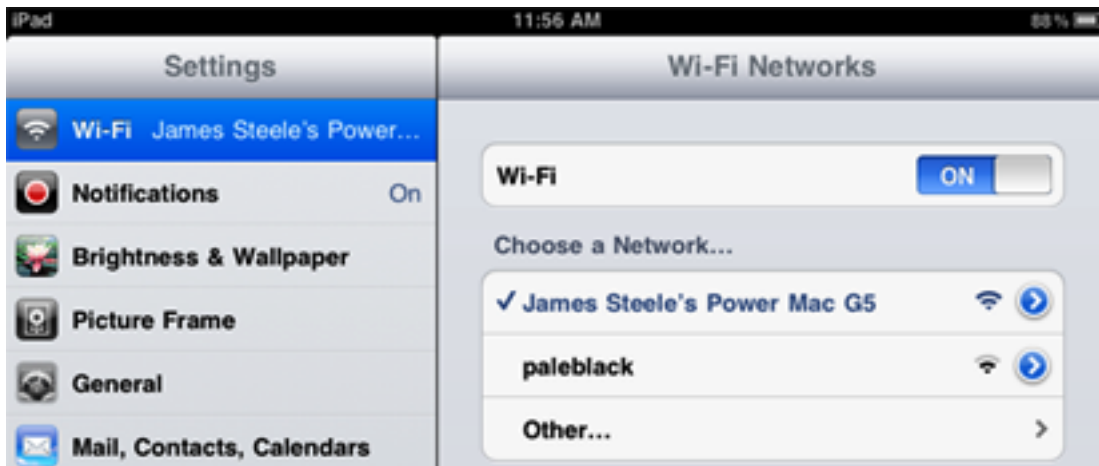 iPad 11:56 AM 88%
Settings
Wi-Fi James Steele's Power...
Notifications On
Brightness & Wallpaper
Picture Frame
General
Mail, Contacts, Calendars
Wi-Fi Networks
Wi-Fi ON
Choose a Network...
James Steele's Power Mac G5
paleblack
Other...